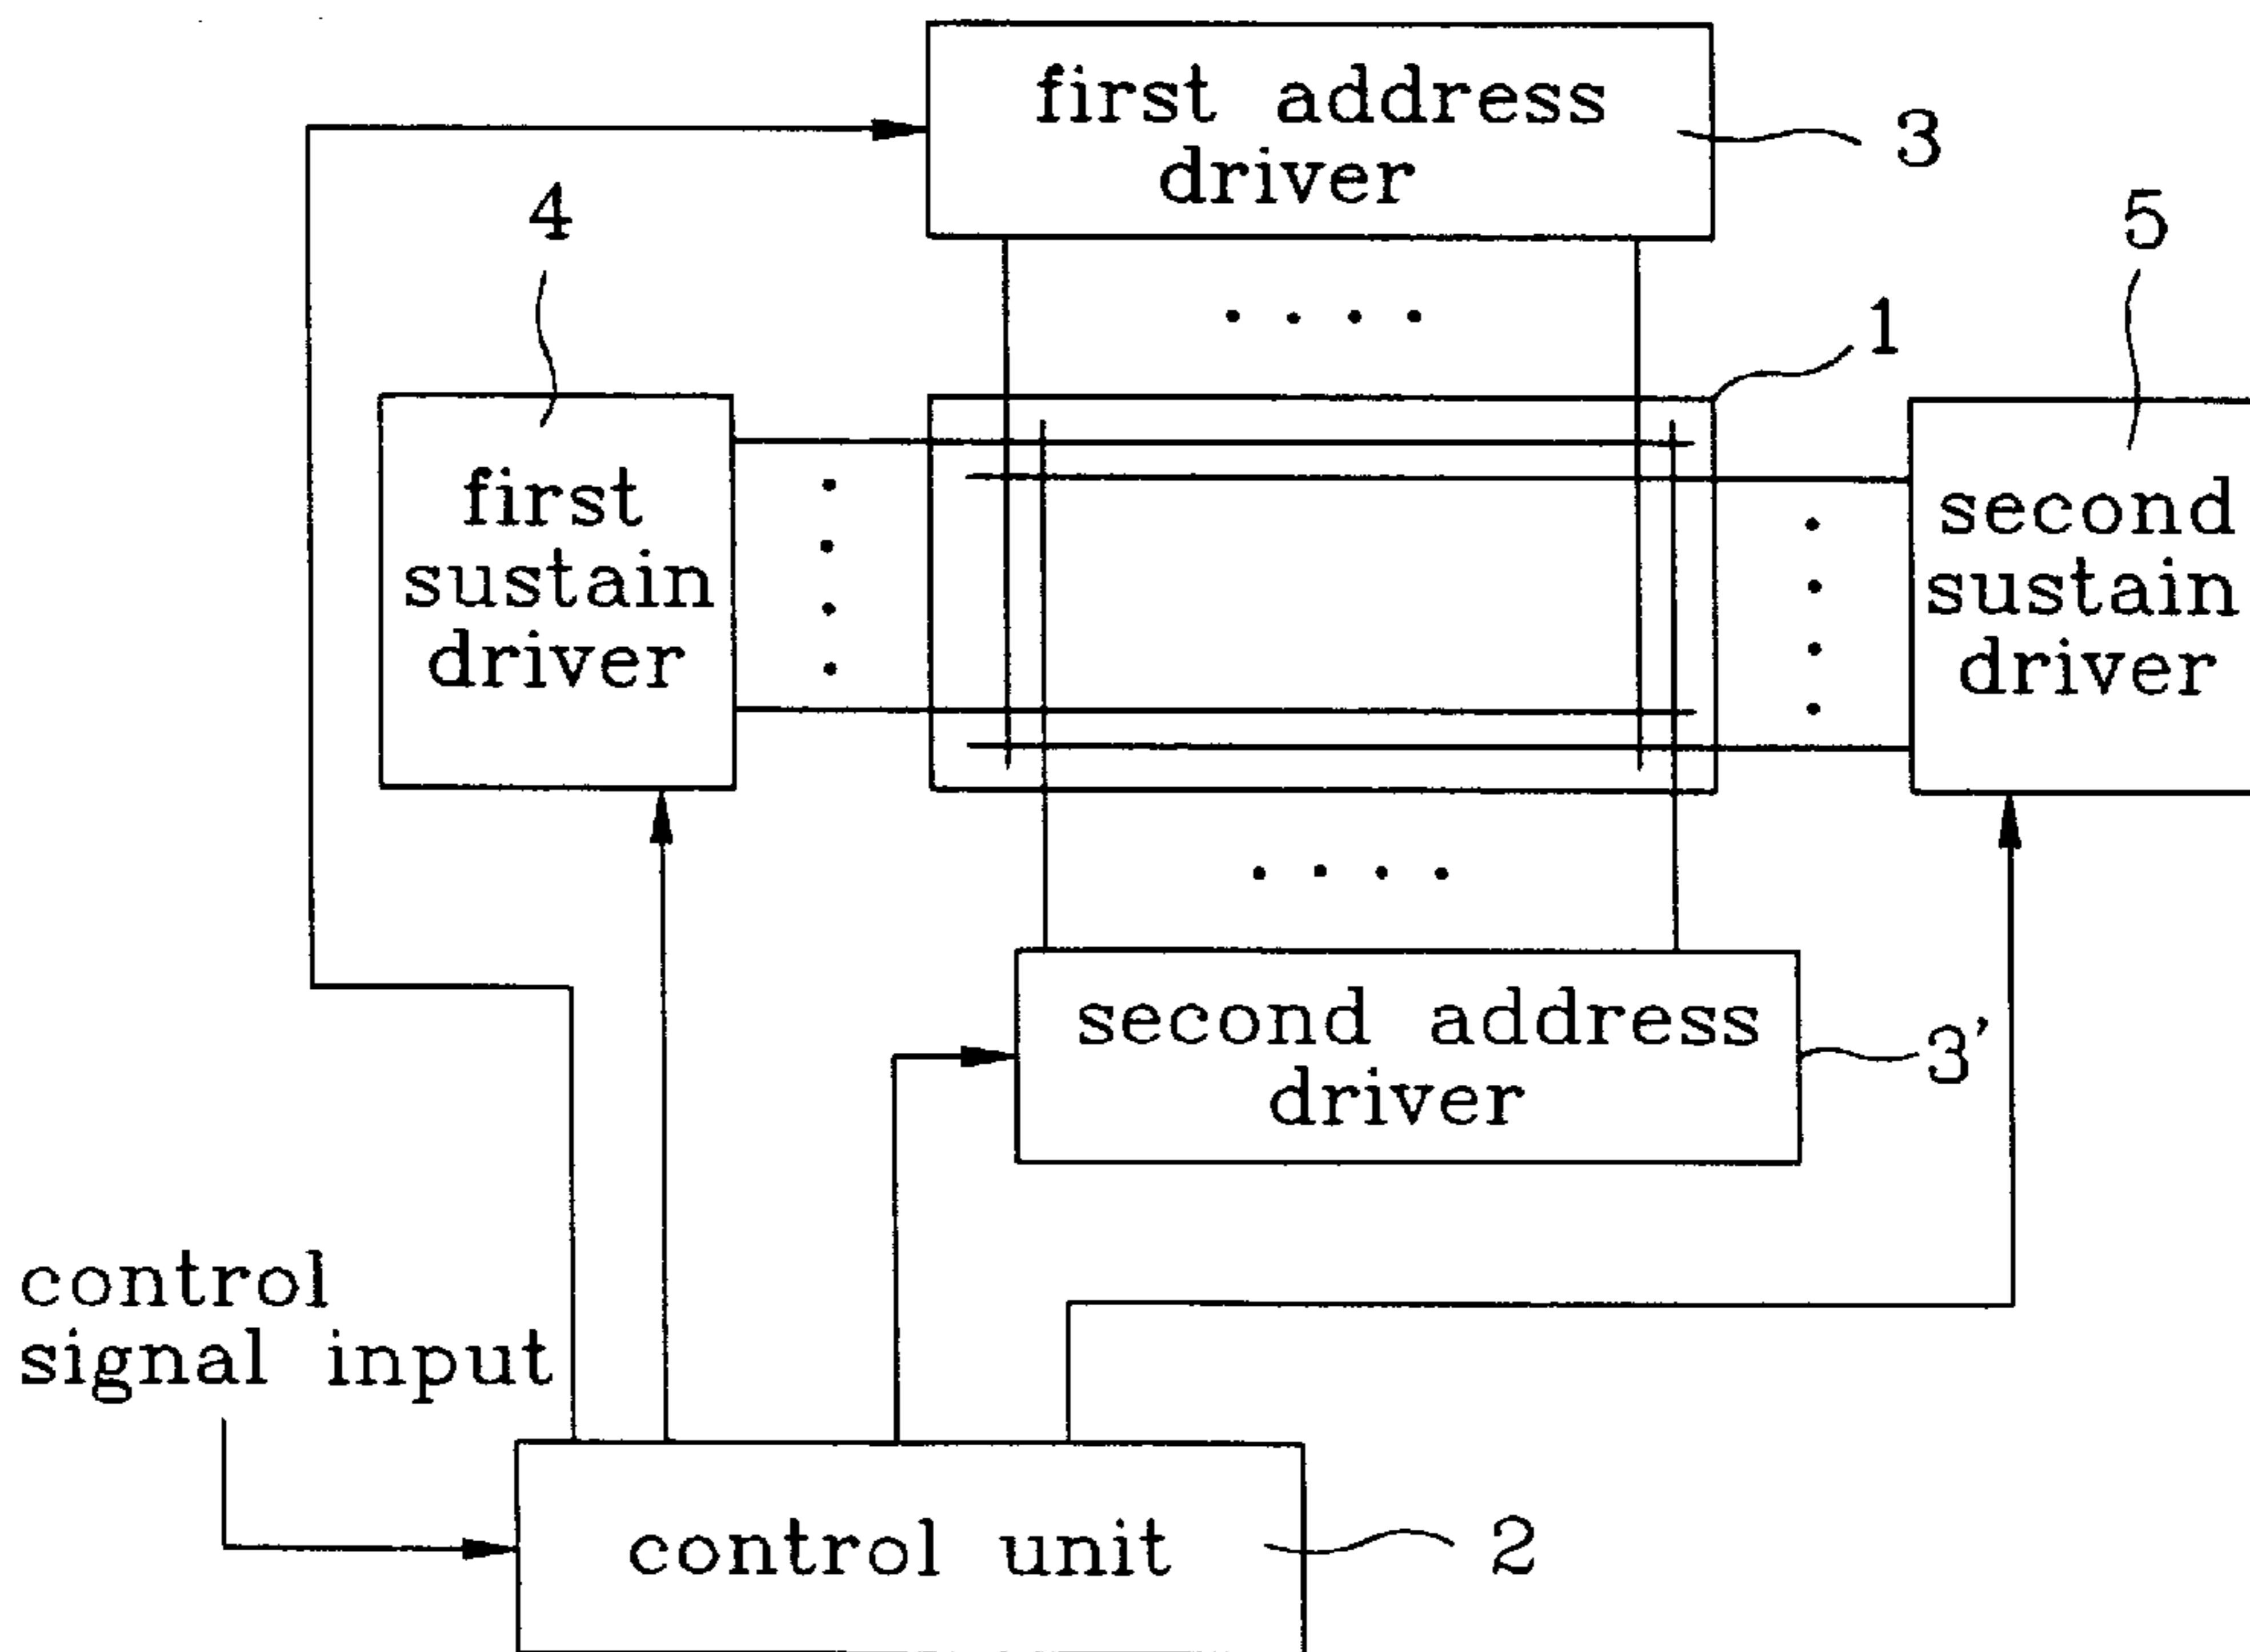 first address
driver
3
4
5
1
first
sustain
driver
second
sustain
driver
second address
driver
3'
control
signal input
control unit
2